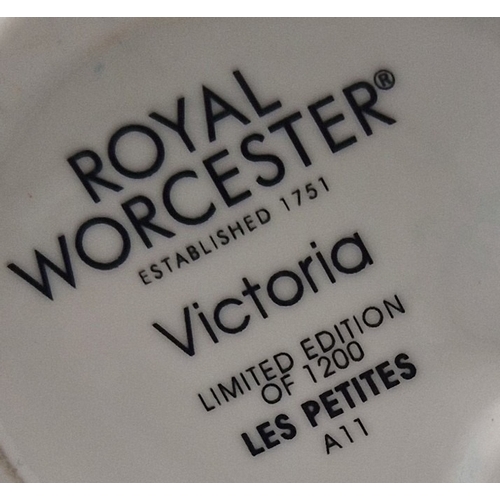 ROYAL
WORCESTER®
ESTABLISHED 1751
Victoria
LIMITED EDITION
OF 1200
LES PETITES
A11